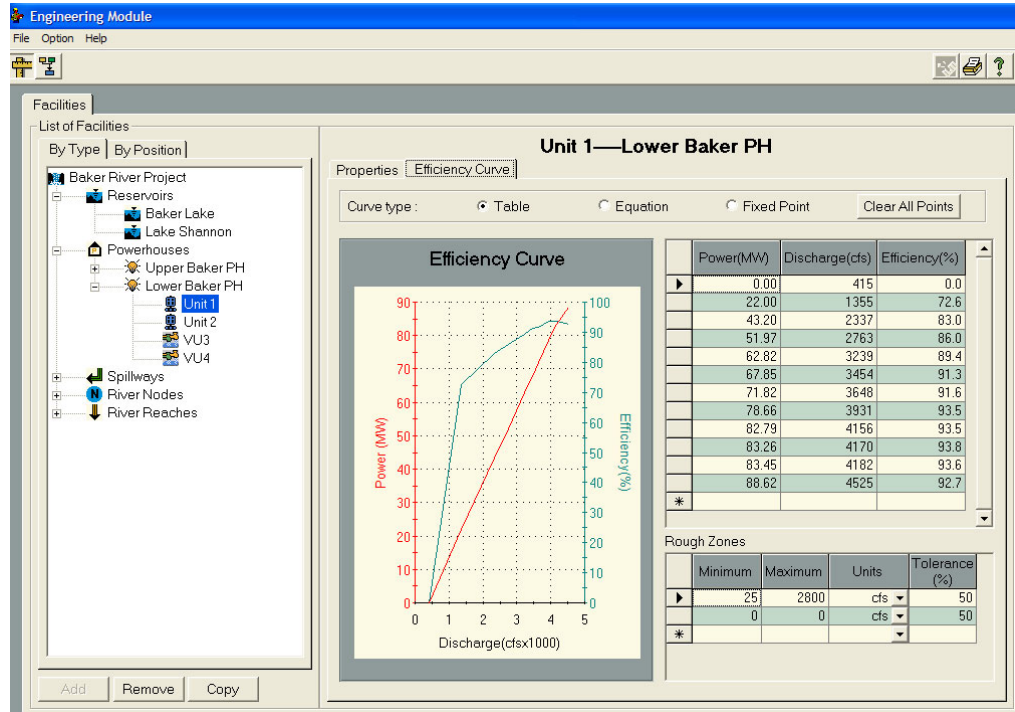 Engineering Module
File Option Help
Facilities
List of Facilities
By Type By Position
Baker River Project
Reservoirs
Baker Lake
Lake Shannon
Powerhouses
Upper Baker PH
Lower Baker PH
Unit 1
Unit 2
VU3
VU4
Spillways
N River Nodes
River Reaches
Add Remove Copy
Unit 1—Lower Baker PH
Properties Efficiency Curve
Curve type : Table Equation Fixed Point Clear All Points
Efficiency Curve
90 80 70 60 50 40 30 20 10 0
Power (MW)
100 90 80 70 60 50 40 30 20 10 0
Efficiency(%)
0 1 2 3 4 5
Discharge(cfsx1000)
Power(MW) Discharge(cfs) Efficiency(%)
0.00 415 0.0
22.00 1355 72.6
43.20 2337 83.0
51.97 2763 86.0
62.82 3239 89.4
67.85 3454 91.3
71.82 3648 91.6
78.66 3931 93.5
82.79 4156 93.5
83.26 4170 93.8
83.45 4182 93.6
88.62 4525 92.7
*
Rough Zones
Minimum Maximum Units Tolerance (%)
25 2800 cfs 50
0 0 cfs 50
*